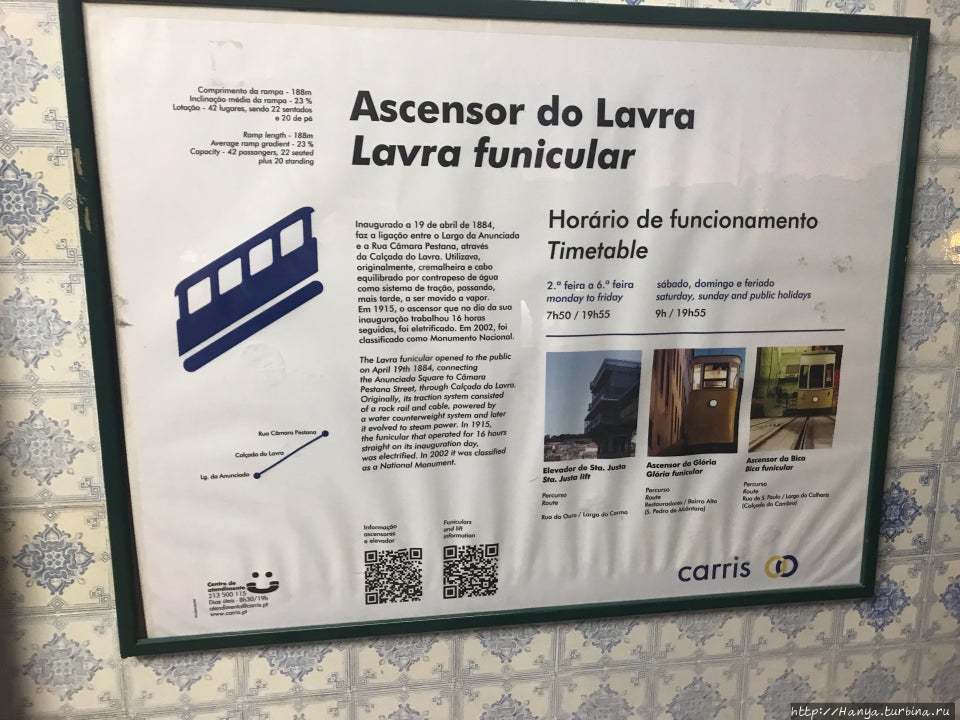 Comprimento da rampa - 188m
Inclinação média da rampa - 23 %
Lotação - 42 lugares, sendo 22 sentados
e 20 de pé
Ramp length - 188m
Average ramp gradient - 23 %
Capacity - 42 passangers, 22 seated
plus 20 standing
Ascensor do Lavra
Lavra funicular
Inaugurado a 19 de abril de 1884,
faz a ligação entre o Largo da Anunciada
e a Rua Câmara Pestana, através
da Calçada do Lavra. Utilizava,
originalmente, cremalheira e cabo
equilibrado por contrapeso de água
como sistema de tração, passando,
mais tarde, a ser movido a vapor.
Em 1915, o ascensor que no dia da sua
inauguração trabalhou 16 horas
seguidas, foi eletrificado. Em 2002, foi
classificado como Monumento Nacional.
The Lavra funicular opened to the public
on April 19th 1884, connecting
the Anunciada Square to Câmara
Pestana Street, through Calçada do Lavra.
Originally, its traction system consisted
of a rack rail and cable, powered by
a water counterweight system and later
it evolved to steam power. In 1915,
the funicular that operated for 16 hours
straight on its inauguration day,
was electrified. In 2002 it was classified
as a National Monument.
Horário de funcionamento
Timetable
2.ª feira a 6.ª feira
monday to friday
7h50 / 19h55
sábado, domingo e feriado
saturday, sunday and public holidays
9h / 19h55
Elevador de Sta. Justa
Sta. Justa lift
Percurso
Route
Rua do Ouro / Largo do Carmo
Ascensor da Glória
Glória funicular
Percurso
Route
Restauradores / Bairro Alto
(S. Pedro de Alcântara)
Ascensor da Bica
Bica funicular
Percurso
Route
Rua de S. Paulo / Largo do Calhariz
(Calçada do Combro)
Rua Câmara Pestana
Calçada do Lavra
Lg. da Anunciada
Informação
ascensores
e elevador
Funiculars
and lift
information
Centro de
atendimento
213 500 115
Dias úteis - 8h30/19h
atendimento@carris.pt
www.carris.pt
carris
http://Hanya.turbina.ru